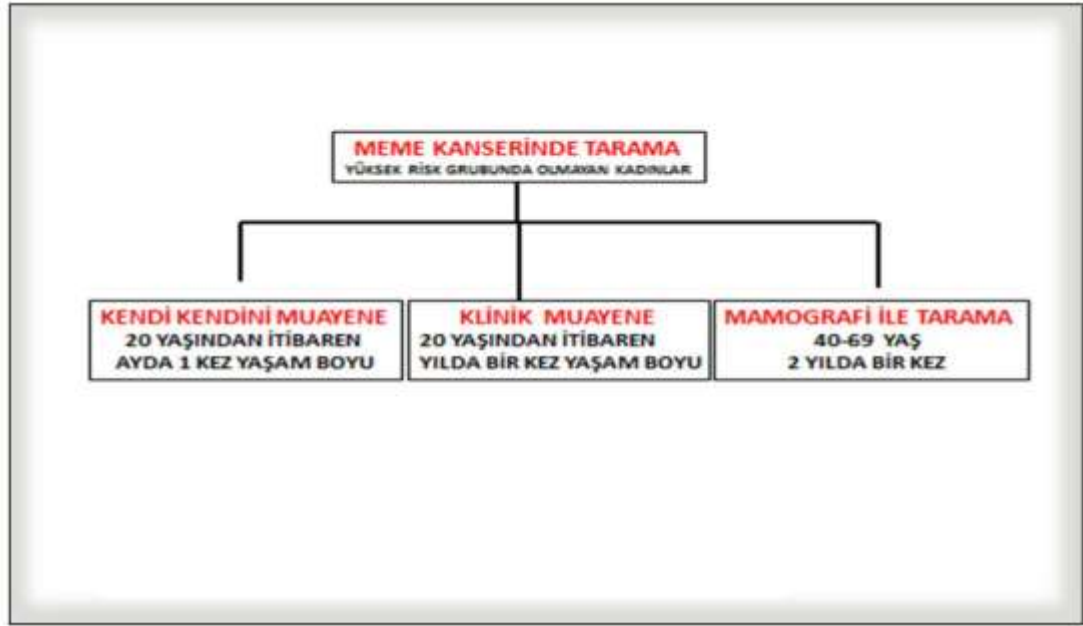 MEME KANSERİNDE TARAMA
YÜKSEK RİSK GRUBUNDA OLMAYAN KADINLAR
KENDİ KENDİNİ MUAYENE
20 YAŞINDAN İTİBAREN
AYDA 1 KEZ YAŞAM BOYU
KLİNİK MUAYENE
20 YAŞINDAN İTİBAREN
YILDA BİR KEZ YAŞAM BOYU
MAMOGRAFİ İLE TARAMA
40-69 YAŞ
2 YILDA BİR KEZ